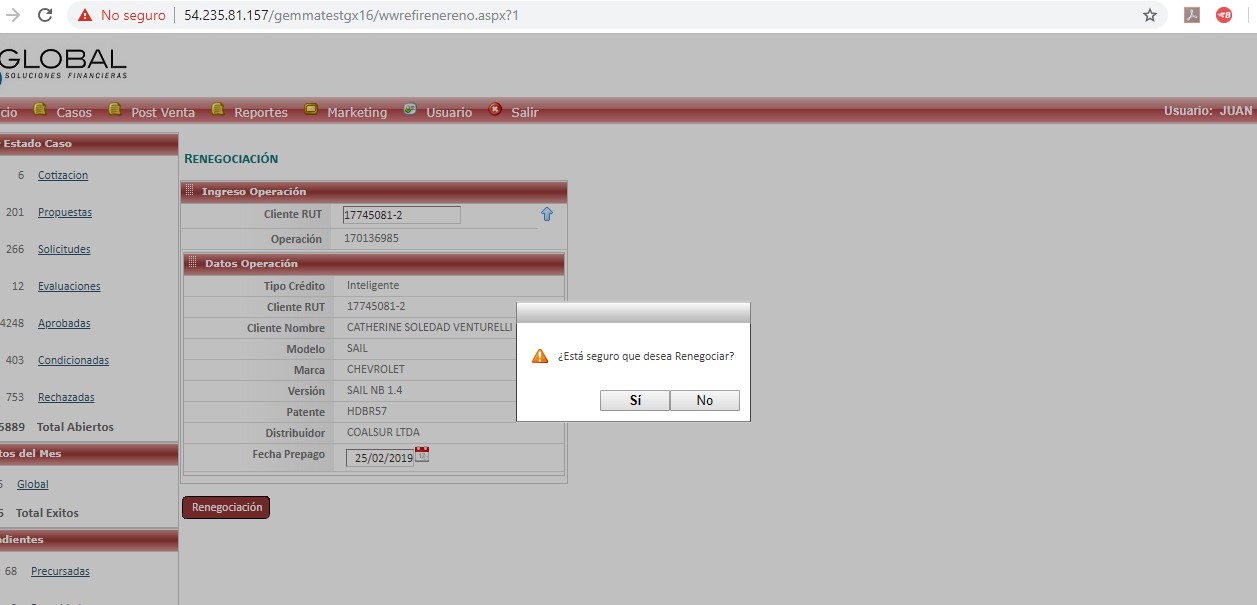 No seguro 54.235.81.157/gemmatestgx16/wwrefirenereno.aspx?1
GLOBAL
SOLUCIONES FINANCIERAS
cio Casos Post Venta Reportes Marketing Usuario Salir Usuario: JUAN
Estado Caso
6 Cotizacion
201 Propuestas
266 Solicitudes
12 Evaluaciones
4248 Aprobadas
403 Condicionadas
753 Rechazadas
5889 Total Abiertos
tos del Mes
Global
Total Exitos
dientes
68 Precursadas
RENEGOCIACIÓN
Ingreso Operación
Cliente RUT 17745081-2
Operación 170136985
Datos Operación
Tipo Crédito Inteligente
Cliente RUT 17745081-2
Cliente Nombre CATHERINE SOLEDAD VENTURELLI
Modelo SAIL
Marca CHEVROLET
Versión SAIL NB 1.4
Patente HDBR57
Distribuidor COALSUR LTDA
Fecha Prepago 25/02/2019
Renegociación
¿Está seguro que desea Renegociar?
Sí No